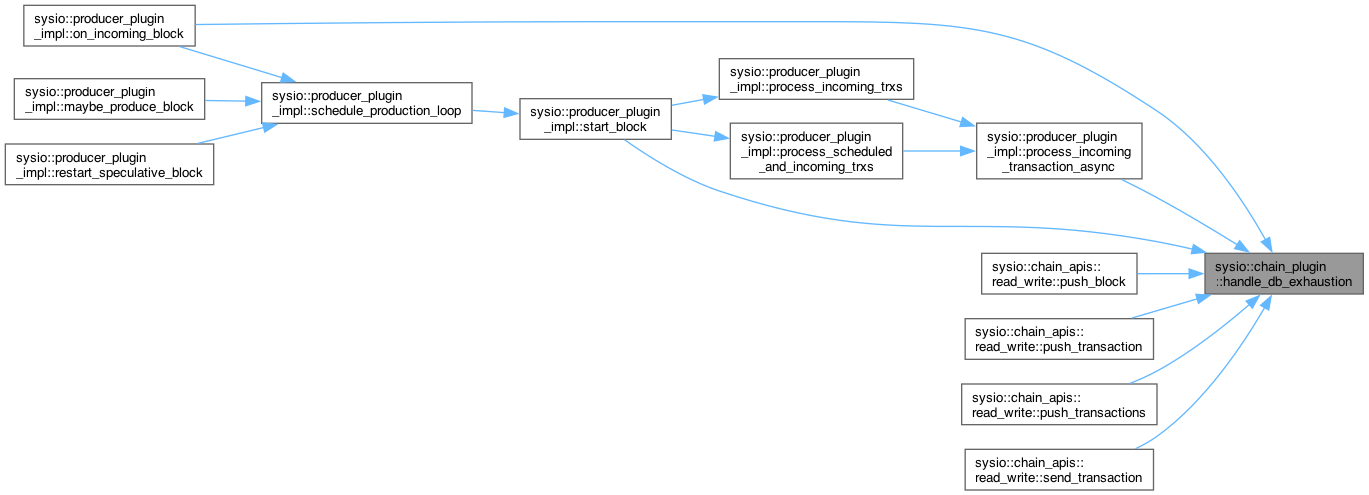 sysio::producer_plugin
_impl::on_incoming_block
sysio::producer_plugin
_impl::maybe_produce_block
sysio::producer_plugin
_impl::restart_speculative_block
sysio::producer_plugin
_impl::schedule_production_loop
sysio::producer_plugin
_impl::start_block
sysio::producer_plugin
_impl::process_incoming_trxs
sysio::producer_plugin
_impl::process_scheduled
_and_incoming_trxs
sysio::producer_plugin
_impl::process_incoming
_transaction_async
sysio::chain_apis::
read_write::push_block
sysio::chain_apis::
read_write::push_transaction
sysio::chain_apis::
read_write::push_transactions
sysio::chain_apis::
read_write::send_transaction
sysio::chain_plugin
::handle_db_exhaustion